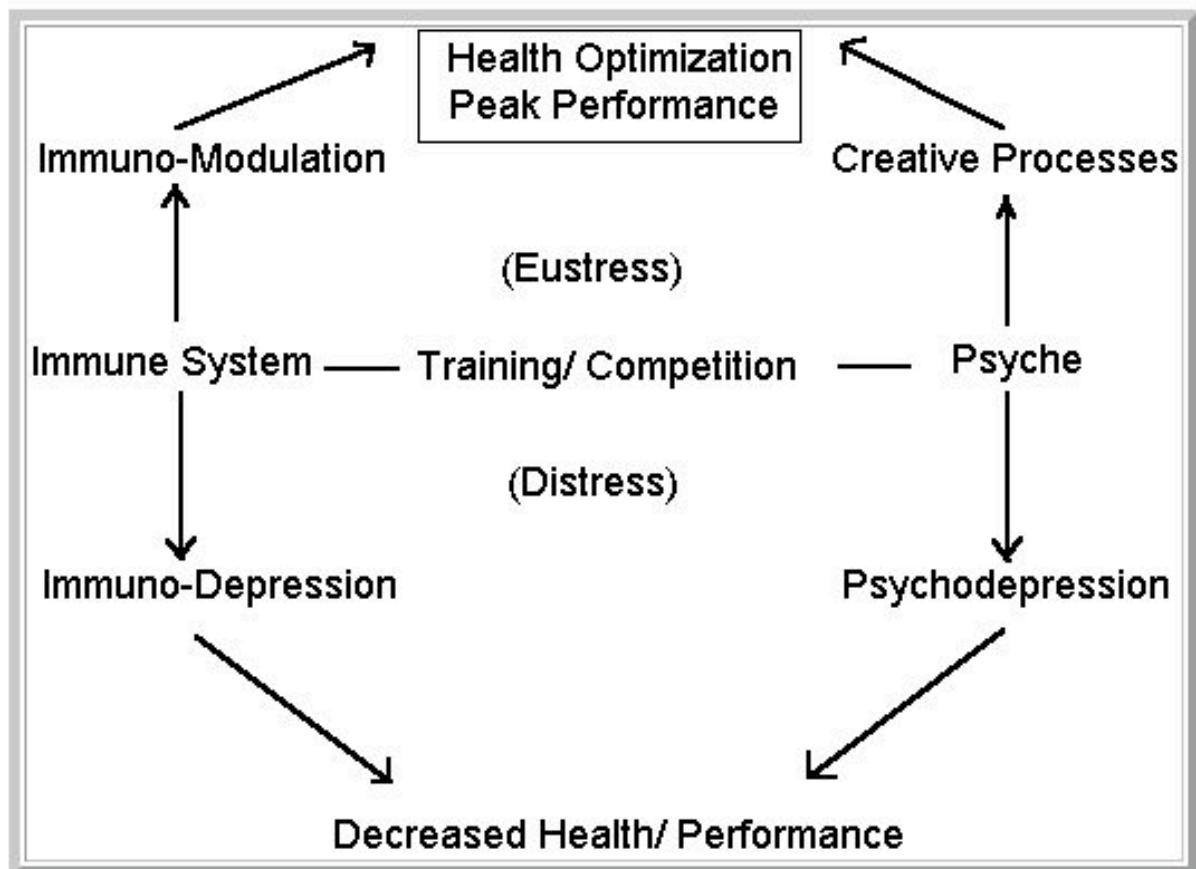 Health Optimization
Peak Performance
Immuno-Modulation
Creative Processes
(Eustress)
Immune System
Training/ Competition
Psyche
(Distress)
Immuno-Depression
Psychodepression
Decreased Health/ Performance